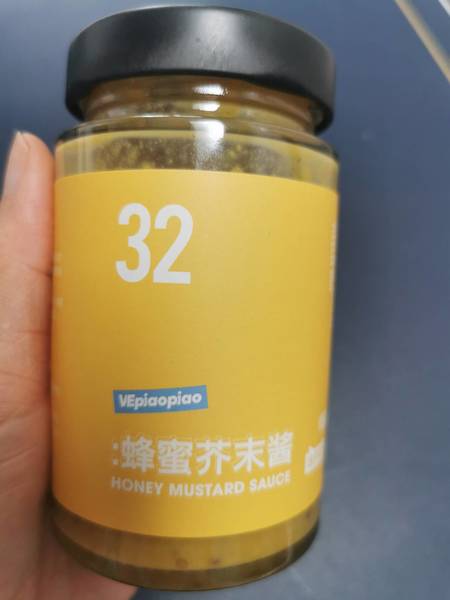 32
VEpiaopiao
:蜂蜜芥末酱
HONEY MUSTARD SAUCE